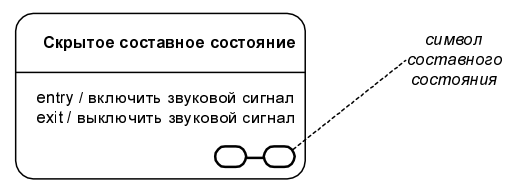 Скрытое составное состояние
entry / включить звуковой сигнал
exit / выключить звуковой сигнал
символ
составного
состояния